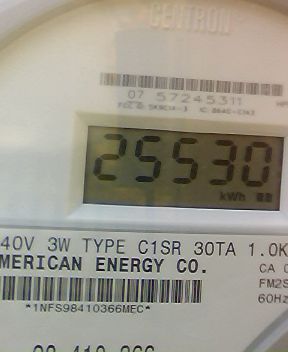 CENTRON®
07 57245311
25530
kWh
40V 3W TYPE C1SR 30TA 1.0K
MERICAN ENERGY CO.
CA 0
FM2S
60Hz
*1NFS98410366MEC*